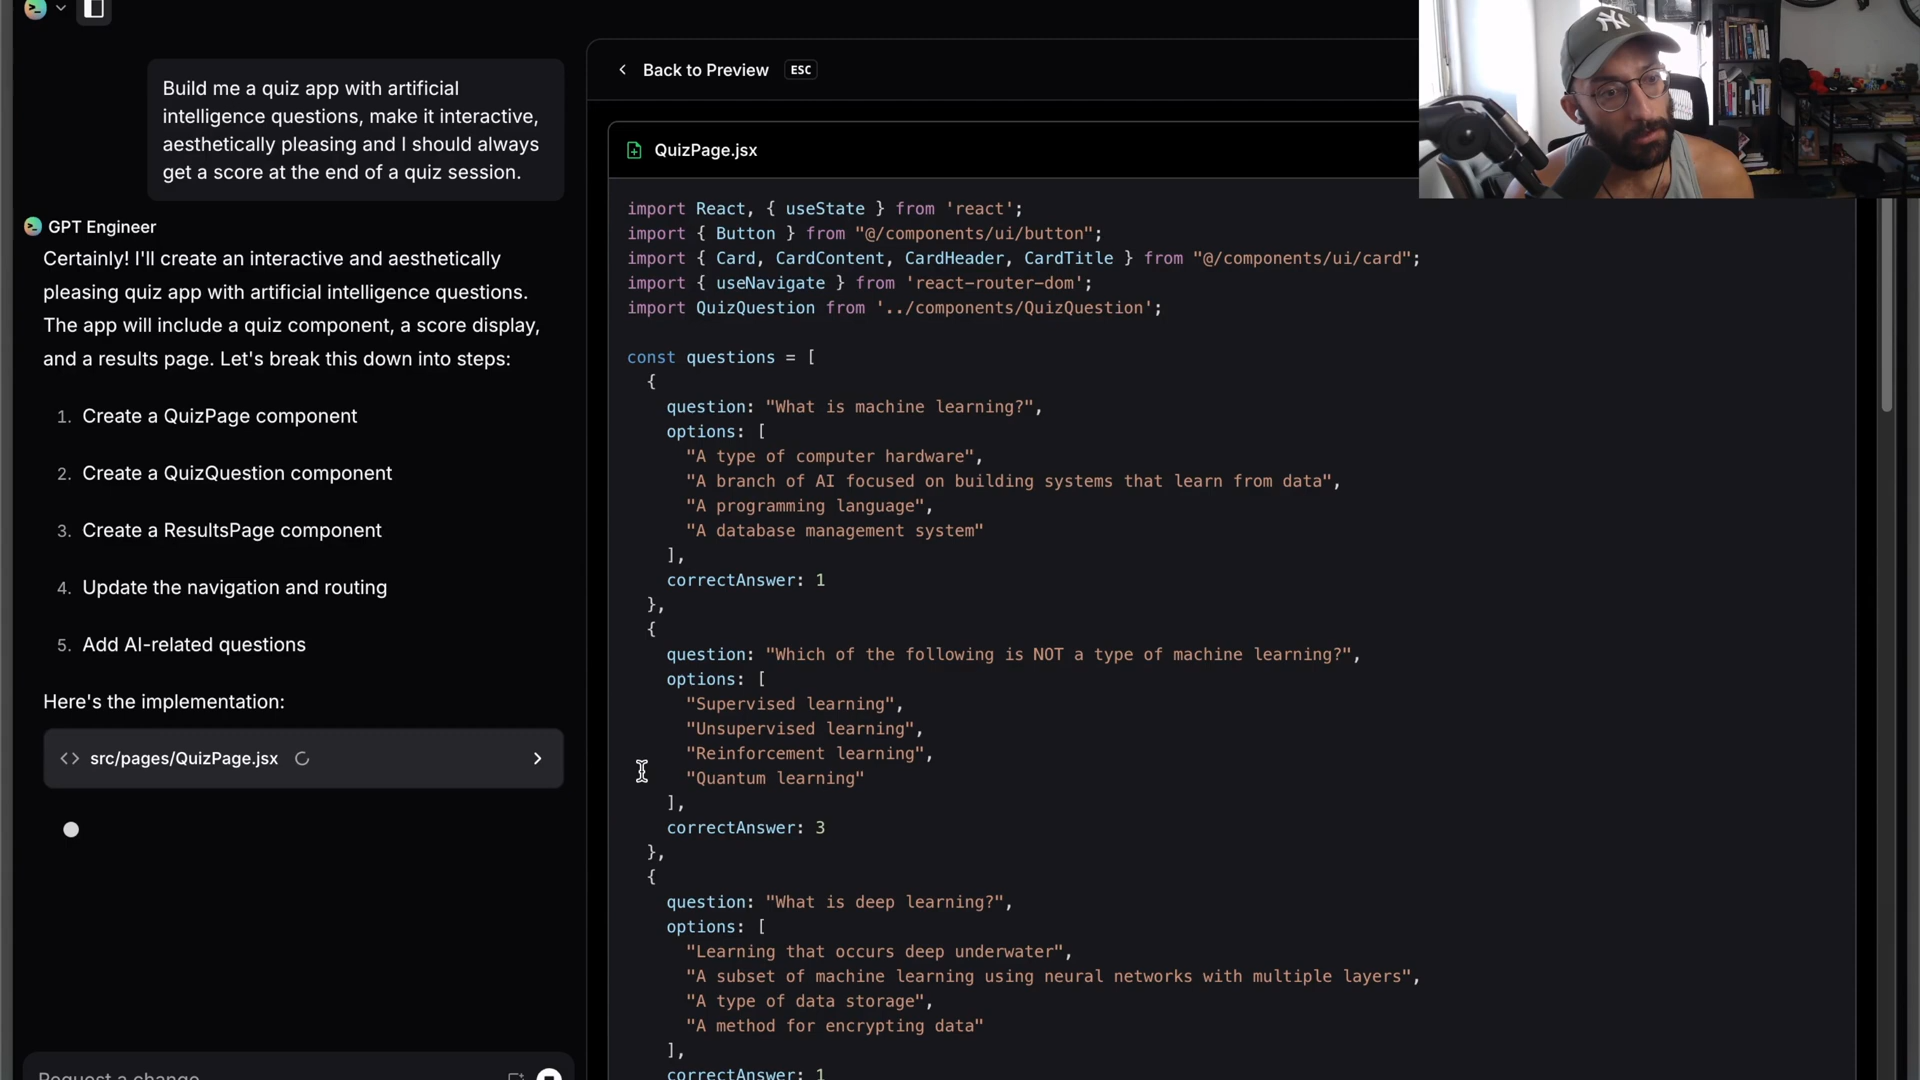 Build me a quiz app with artificial
intelligence questions, make it interactive,
aesthetically pleasing and I should always
get a score at the end of a quiz session.
GPT Engineer
Certainly! I'll create an interactive and aesthetically
pleasing quiz app with artificial intelligence questions.
The app will include a quiz component, a score display,
and a results page. Let's break this down into steps:
1. Create a QuizPage component
2. Create a QuizQuestion component
3. Create a ResultsPage component
4. Update the navigation and routing
5. Add AI-related questions
Here's the implementation:
<> src/pages/QuizPage.jsx
Request a change
Back to Preview ESC
QuizPage.jsx
import React, { useState } from 'react';
import { Button } from "@/components/ui/button";
import { Card, CardContent, CardHeader, CardTitle } from "@/components/ui/card";
import { useNavigate } from 'react-router-dom';
import QuizQuestion from '../components/QuizQuestion';
const questions = [
{
question: "What is machine learning?",
options: [
"A type of computer hardware",
"A branch of AI focused on building systems that learn from data",
"A programming language",
"A database management system"
],
correctAnswer: 1
},
{
question: "Which of the following is NOT a type of machine learning?",
options: [
"Supervised learning",
"Unsupervised learning",
"Reinforcement learning",
"Quantum learning"
],
correctAnswer: 3
},
{
question: "What is deep learning?",
options: [
"Learning that occurs deep underwater",
"A subset of machine learning using neural networks with multiple layers",
"A type of data storage",
"A method for encrypting data"
],
correctAnswer: 1